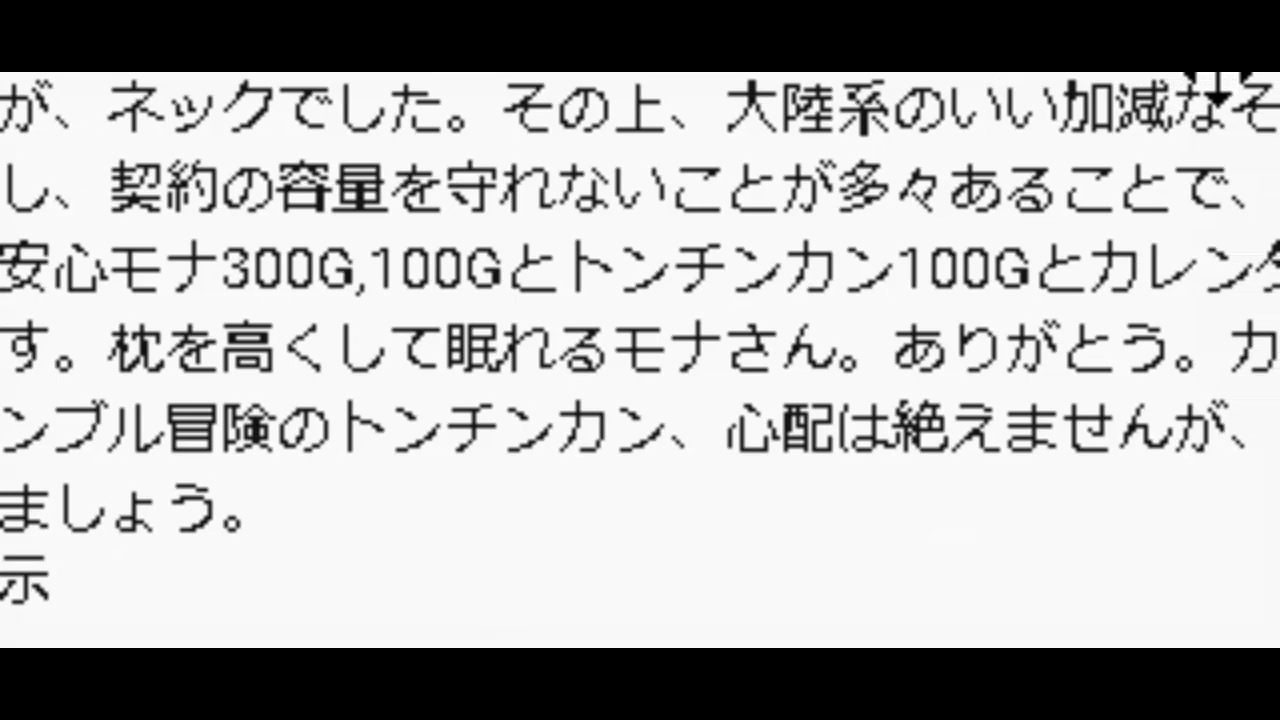 が、ネックでした。その上、大陸系のいい加減なそ
し、契約の容量を守れないことが多々あることで、
安心モナ300G,100Gとトンチンカン100Gとカレンダ
す。枕を高くして眠れるモナさん。ありがとう。カ
ンブル冒険のトンチンカン、心配は絶えませんが、
ましょう。
示